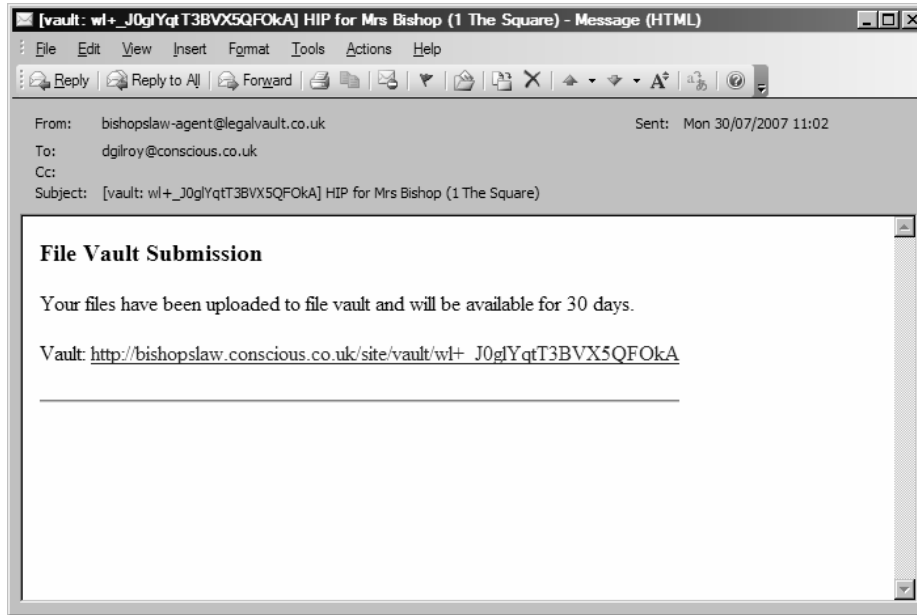 [vault: wl+_J0glYqtT3BVX5QFOkA] HIP for Mrs Bishop (1 The Square) - Message (HTML)
File Edit View Insert Format Tools Actions Help
Reply Reply to All Forward
From: bishopslaw-agent@legalvault.co.uk Sent: Mon 30/07/2007 11:02
To: dgilroy@conscious.co.uk
Cc:
Subject: [vault: wl+_J0glYqtT3BVX5QFOkA] HIP for Mrs Bishop (1 The Square)
File Vault Submission
Your files have been uploaded to file vault and will be available for 30 days.
Vault: http://bishopslaw.conscious.co.uk/site/vault/wl+_J0glYqtT3BVX5QFOkA